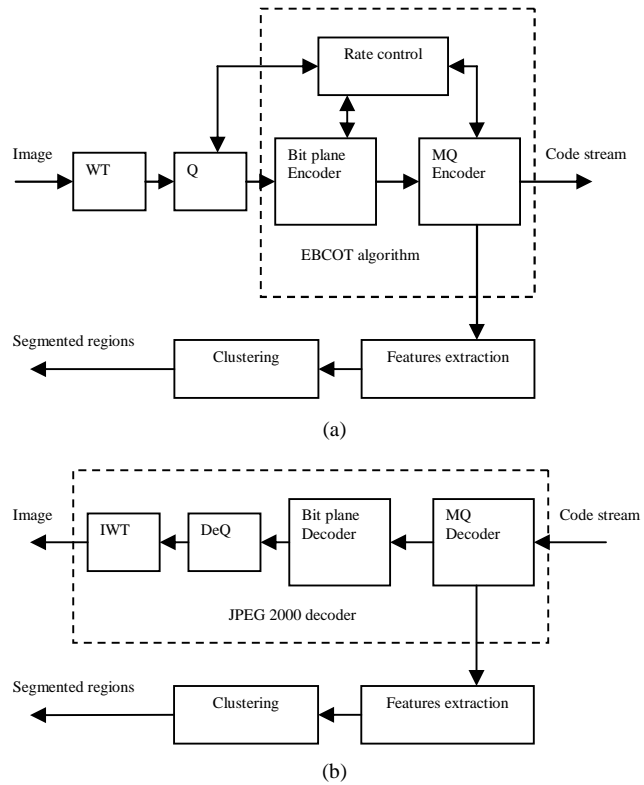 Rate control
Image
WT
Q
Bit plane
Encoder
MQ
Encoder
Code stream
EBCOT algorithm
Segmented regions
Clustering
Features extraction
(a)
Image
IWT
DeQ
Bit plane
Decoder
MQ
Decoder
Code stream
JPEG 2000 decoder
Segmented regions
Clustering
Features extraction
(b)